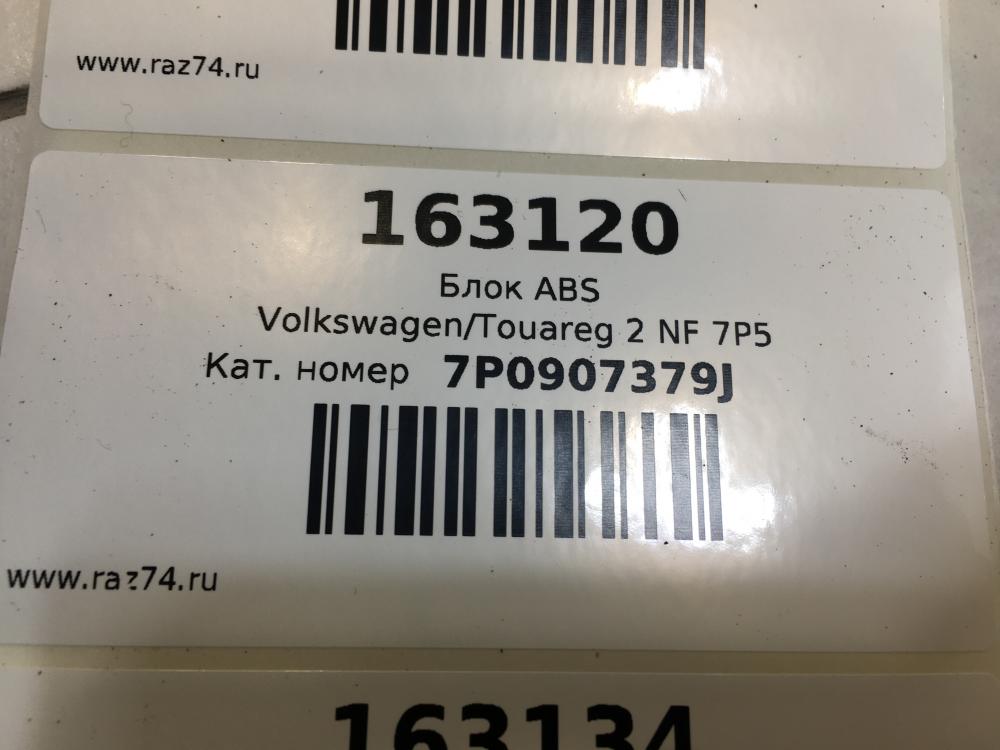 www.raz74.ru
163120
Блок ABS
Volkswagen/Touareg 2 NF 7P5
Кат. номер 7P0907379J
www.raz74.ru
163134